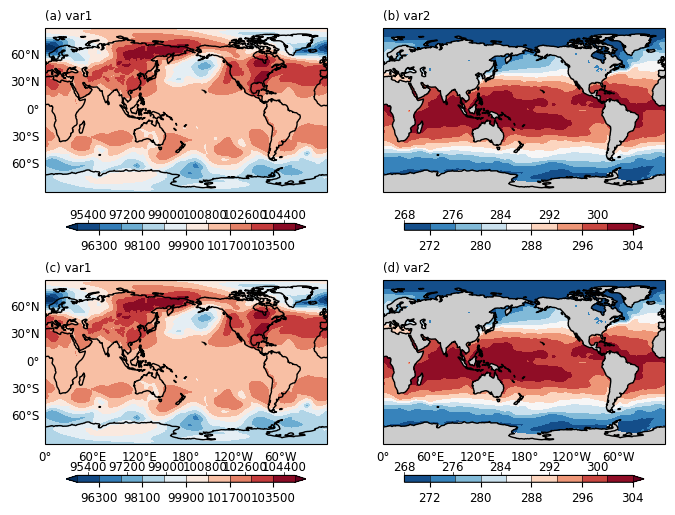 (a) var1
(b) var2
60°N
30°N
0°
30°S
60°S
95400 97200 99000 100800 102600 104400
96300 98100 99900 101700 103500
268 276 284 292 300
272 280 288 296 304
(c) var1
(d) var2
60°N
30°N
0°
30°S
60°S
0° 60°E 120°E 180° 120°W 60°W
0° 60°E 120°E 180° 120°W 60°W
95400 97200 99000 100800 102600 104400
96300 98100 99900 101700 103500
268 276 284 292 300
272 280 288 296 304